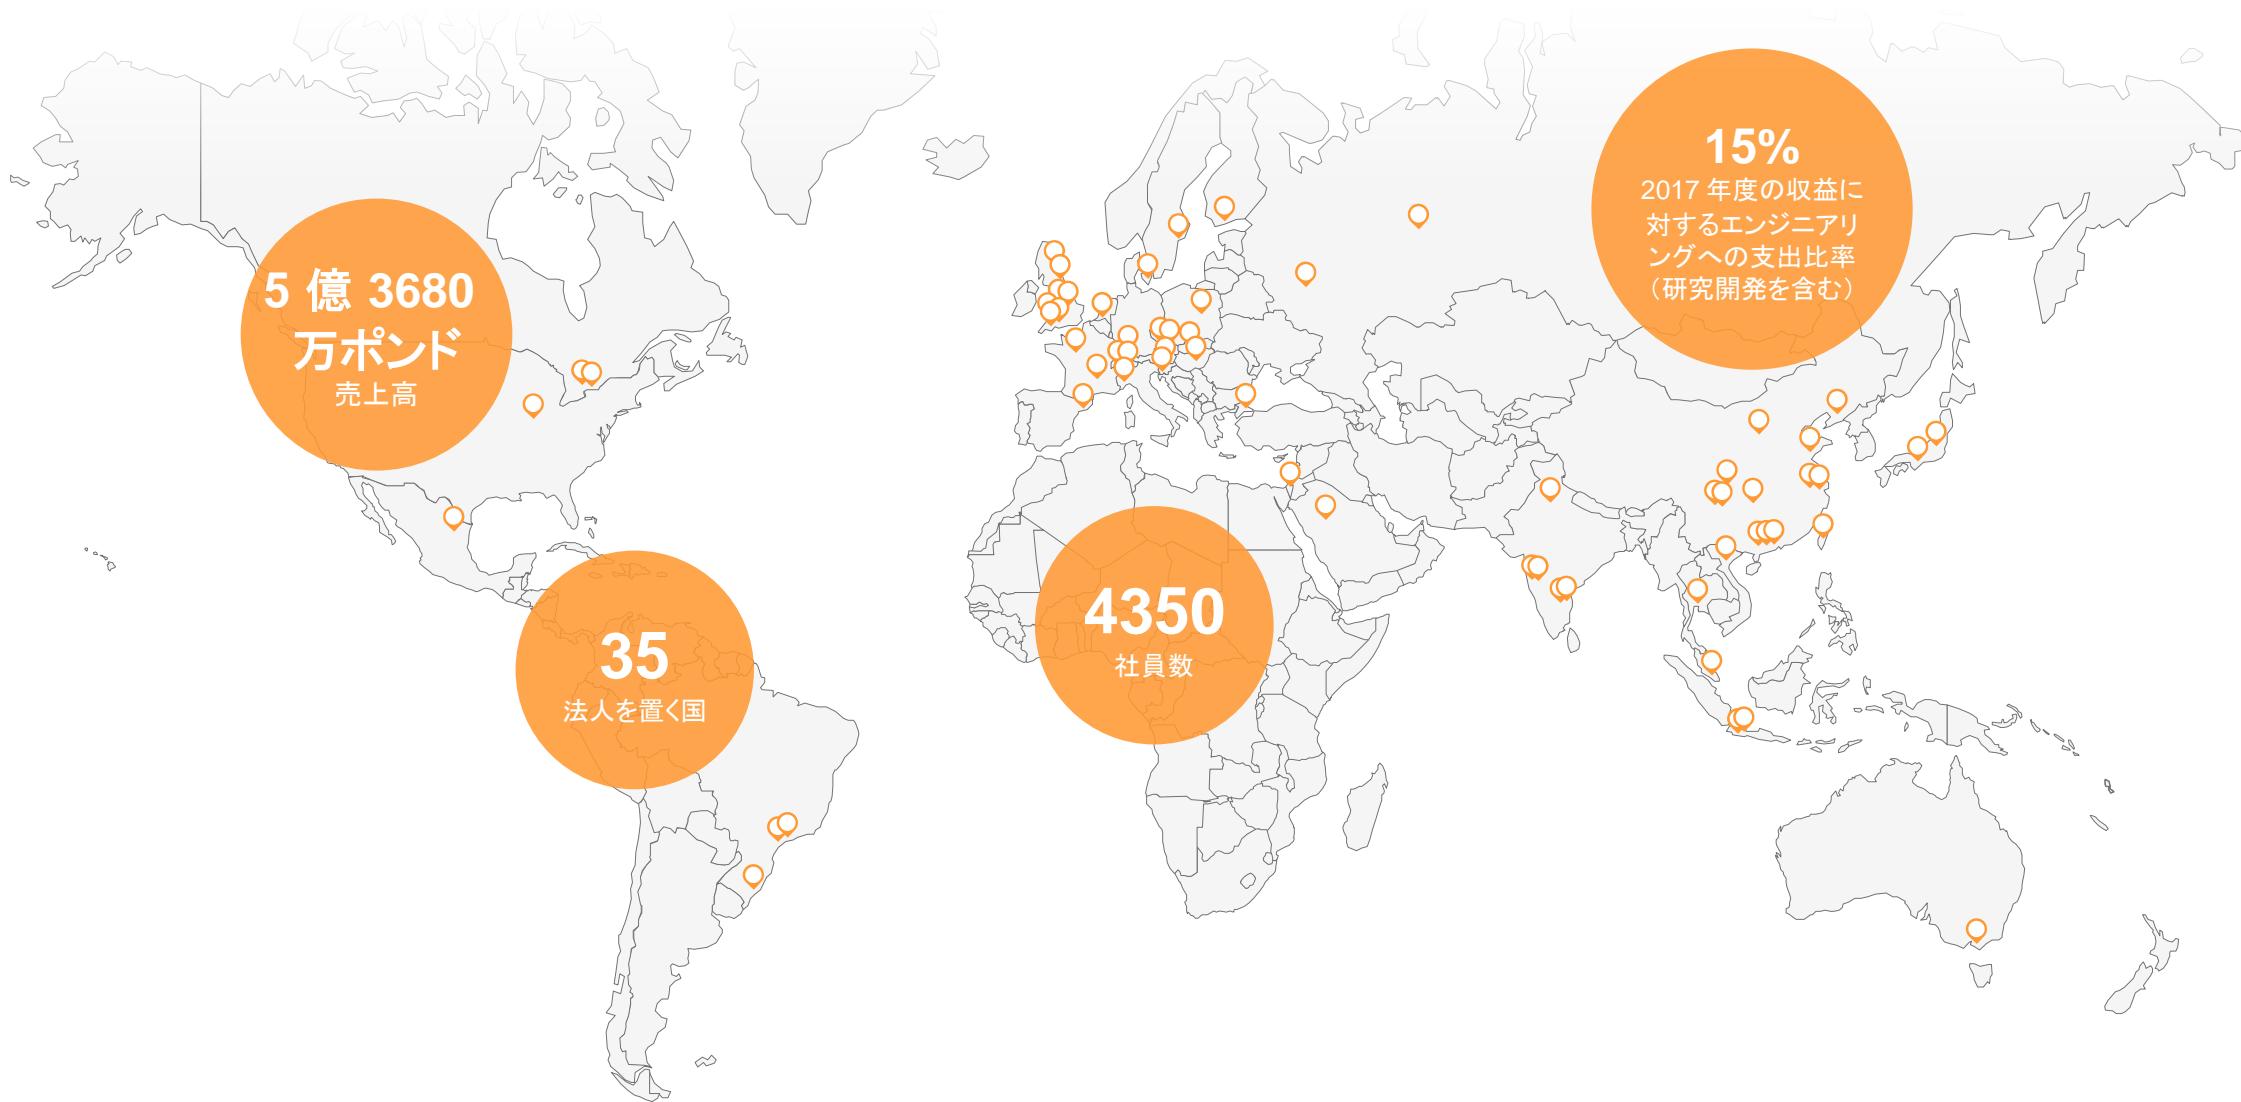 5 億 3680
万ポンド
売上高
35
法人を置く国
4350
社員数
15%
2017 年度の収益に
対するエンジニアリ
ングへの支出比率
(研究開発を含む)